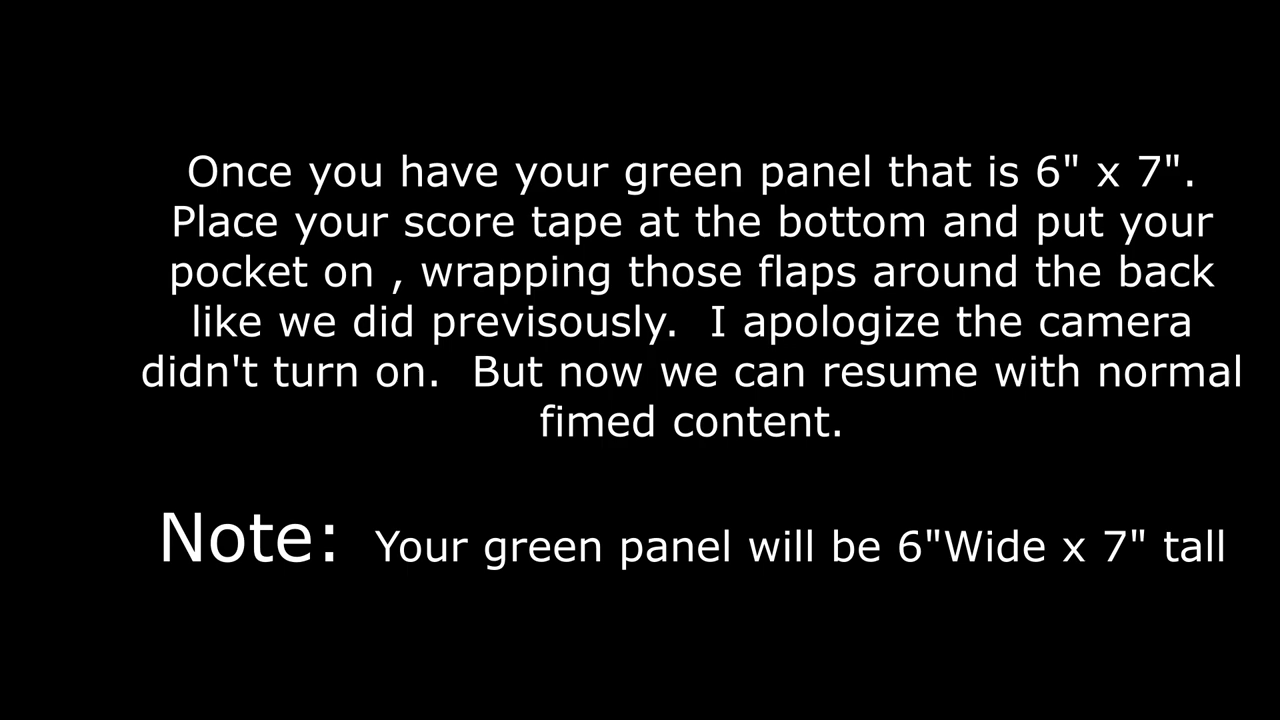 Once you have your green panel that is 6" x 7".
Place your score tape at the bottom and put your
pocket on , wrapping those flaps around the back
like we did previsously.  I apologize the camera
didn't turn on.  But now we can resume with normal
fimed content.
Note:  Your green panel will be 6"Wide x 7" tall